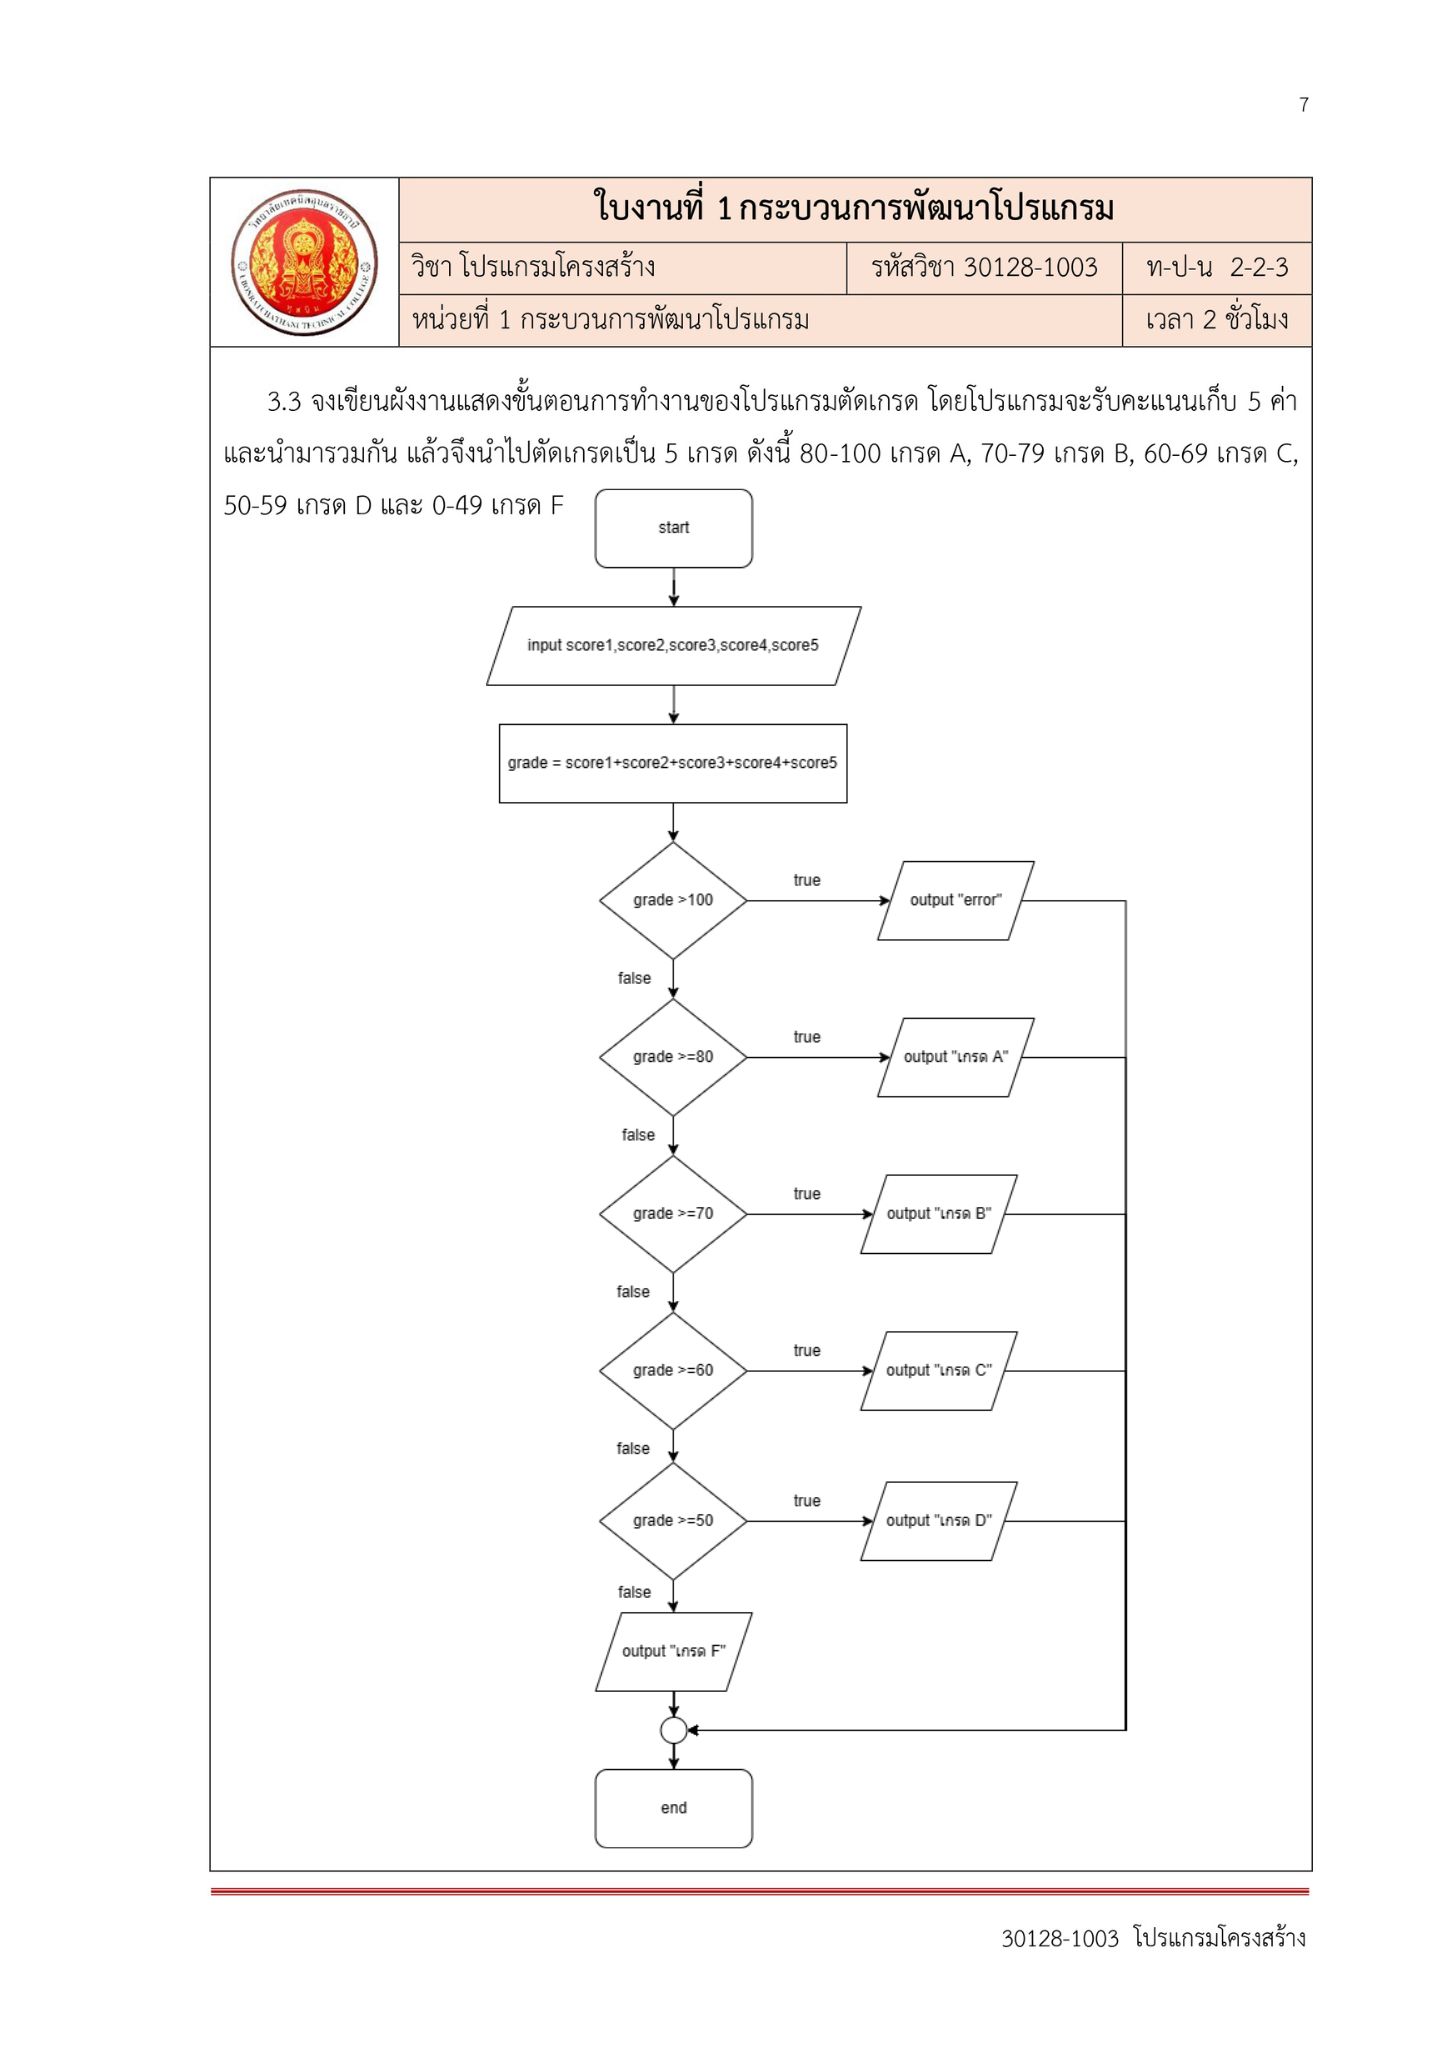 7
วิทยาลัยเทคนิคอุบลราชธานี
UBONRATCHATHANI TECHNICAL COLLEGE
ใบงานที่ 1 กระบวนการพัฒนาโปรแกรม
วิชา โปรแกรมโครงสร้าง รหัสวิชา 30128-1003 ท-ป-น 2-2-3
หน่วยที่ 1 กระบวนการพัฒนาโปรแกรม เวลา 2 ชั่วโมง
3.3 จงเขียนผังงานแสดงขั้นตอนการทำงานของโปรแกรมตัดเกรด โดยโปรแกรมจะรับคะแนนเก็บ 5 ค่า
และนำมารวมกัน แล้วจึงนำไปตัดเกรดเป็น 5 เกรด ดังนี้ 80-100 เกรด A, 70-79 เกรด B, 60-69 เกรด C,
50-59 เกรด D และ 0-49 เกรด F
start
input score1,score2,score3,score4,score5
grade = score1+score2+score3+score4+score5
grade >100
true
output "error"
false
grade >=80
true
output "เกรด A"
false
grade >=70
true
output "เกรด B"
false
grade >=60
true
output "เกรด C"
false
grade >=50
true
output "เกรด D"
false
output "เกรด F"
end
30128-1003 โปรแกรมโครงสร้าง